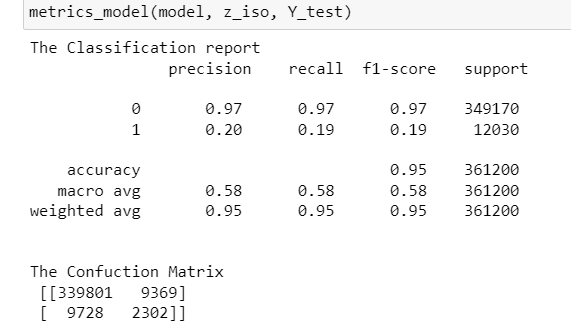 metrics_model(model, z_iso, Y_test)
The Classification report
precision recall f1-score support
0 0.97 0.97 0.97 349170
1 0.20 0.19 0.19 12030
accuracy 0.95 361200
macro avg 0.58 0.58 0.58 361200
weighted avg 0.95 0.95 0.95 361200
The Confuction Matrix
[[339801 9369]
[ 9728 2302]]